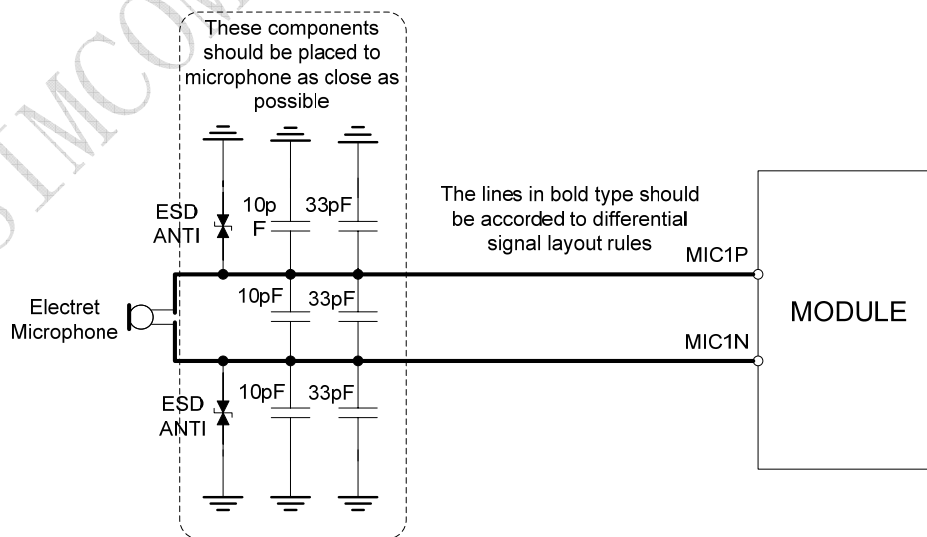 SIMCOM
These components
should be placed to
microphone as close as
possible
The lines in bold type should
be accorded to differential
signal layout rules
ESD
ANTI
10p
F
33pF
MIC1P
Electret
Microphone
10pF
33pF
MODULE
MIC1N
ESD
ANTI
10pF
33pF